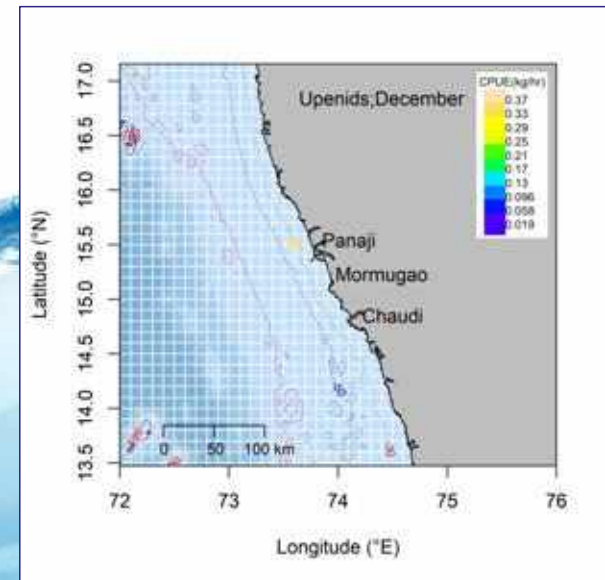 CPUE(kg/hr)
0.37
0.33
0.29
0.25
0.21
0.17
0.13
0.096
0.058
0.019
Upenids;December
Panaji
Mormugao
Chaudi
0 50 100 km
17.0
16.5
16.0
15.5
15.0
14.5
14.0
13.5
Latitude (°N)
72 73 74 75 76
Longitude (°E)